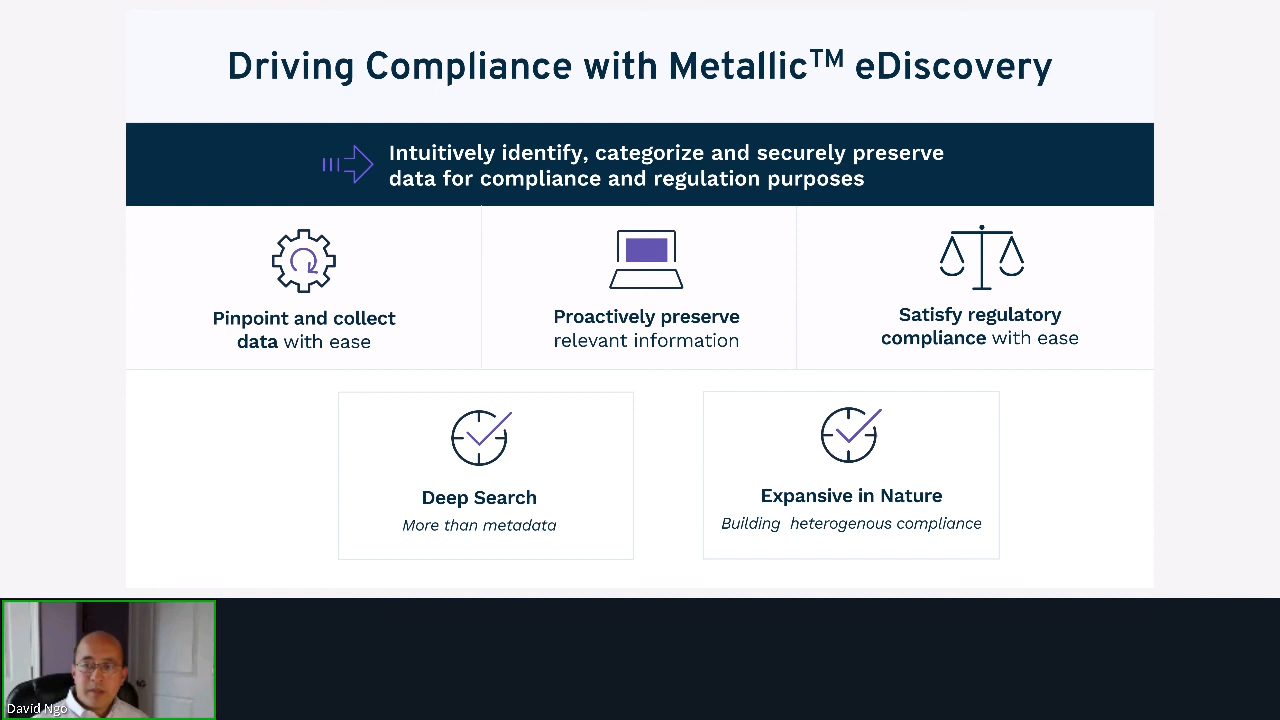 Driving Compliance with Metallic™ eDiscovery
Intuitively identify, categorize and securely preserve
data for compliance and regulation purposes
Pinpoint and collect
data with ease
Proactively preserve
relevant information
Satisfy regulatory
compliance with ease
Deep Search
More than metadata
Expansive in Nature
Building heterogenous compliance
David Ngo